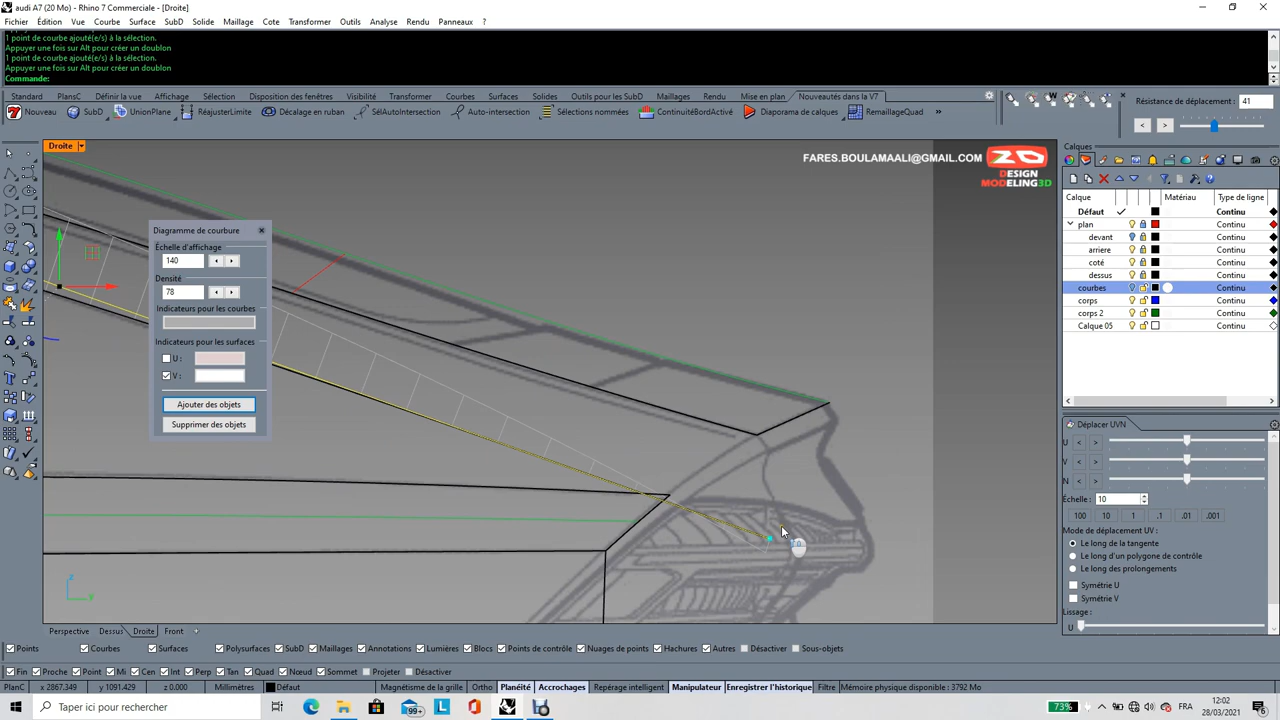 audi A7 (20 Mo) - Rhino 7 Commerciale - [Droite]
Fichier Édition Vue Courbe Surface SubD Solide Maillage Cote Transformer Outils Analyse Rendu Panneaux ?
1 point de courbe ajouté(e/s) à la sélection.
Appuyer une fois sur Alt pour créer un doublon
1 point de courbe ajouté(e/s) à la sélection.
Appuyer une fois sur Alt pour créer un doublon
Commande:
Standard PlansC Définir la vue Affichage Sélection Disposition des fenêtres Visibilité Transformer Courbes Surfaces Solides Outils pour les SubD Maillages Rendu Mise en plan Nouveautés dans la V7
Nouveau SubD UnionPlane RéajusterLimite Décalage en ruban SélAutoIntersection Auto-intersection Sélections nommées ContinuitéBordActivé Diaporama de calques RemaillageQuad »
Résistance de déplacement : 41
< >
Droite
FARES.BOULAMAALI@GMAIL.COM
DESIGN
MODELING3D
Diagramme de courbure
Échelle d'affichage
140
Densité
78
Indicateurs pour les courbes
Indicateurs pour les surfaces
U :
V :
Ajouter des objets
Supprimer des objets
z
y
Calques
Calque Matériau Type de ligne
Défaut Continu
plan Continu
devant Continu
arriere Continu
coté Continu
dessus Continu
courbes Continu
corps Continu
corps 2 Continu
Calque 05 Continu
Déplacer UVN
U < >
V < >
N < >
Échelle : 10
100 10 1 .1 .01 .001
Mode de déplacement UV :
Le long de la tangente
Le long d'un polygone de contrôle
Le long des prolongements
Symétrie U
Symétrie V
Lissage :
U
Perspective Dessus Droite Front
Points Courbes Surfaces Polysurfaces SubD Maillages Annotations Lumières Blocs Points de contrôle Nuages de points Hachures Autres Désactiver Sous-objets
Fin Proche Point Mi Cen Int Perp Tan Quad Nœud Sommet Projeter Désactiver
PlanC x 2867.349 y 1091.429 z 0.000 Millimètres Défaut Magnétisme de la grille Ortho Planéité Accrochages Repérage intelligent Manipulateur Enregistrer l'historique Filtre Mémoire physique disponible : 3792 Mo
Taper ici pour rechercher
99+
L
73%
FRA
12:02
28/03/2021